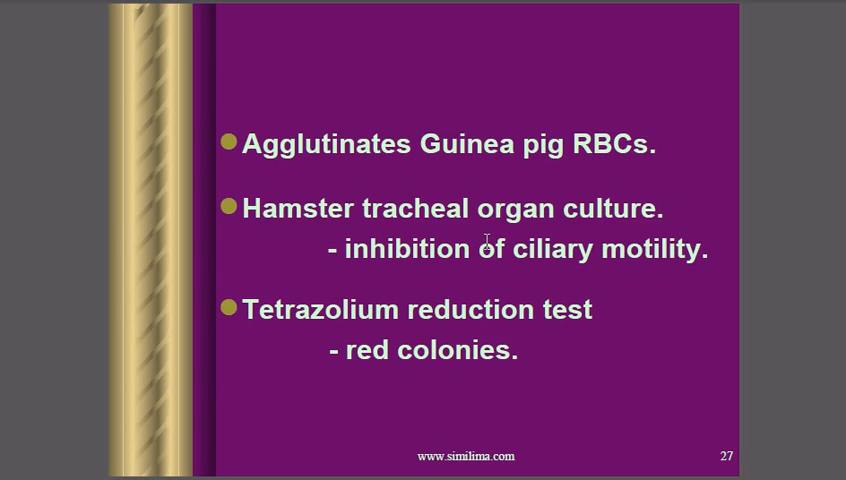 Agglutinates Guinea pig RBCs.
Hamster tracheal organ culture.
- inhibition of ciliary motility.
Tetrazolium reduction test
- red colonies.
www.similima.com
27